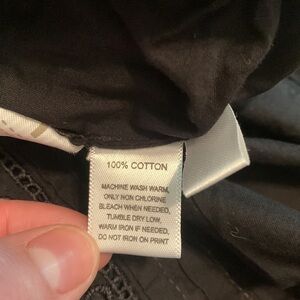 100% COTTON
MACHINE WASH WARM,
ONLY NON CHLORINE
BLEACH WHEN NEEDED,
TUMBLE DRY LOW,
WARM IRON IF NEEDED,
DO NOT IRON ON PRINT